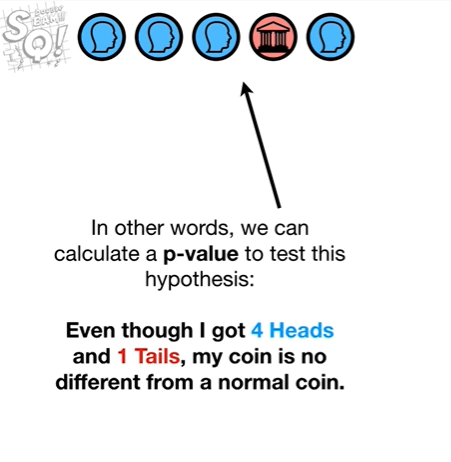 SQ!
In other words, we can
calculate a p-value to test this
hypothesis:
Even though I got 4 Heads
and 1 Tails, my coin is no
different from a normal coin.